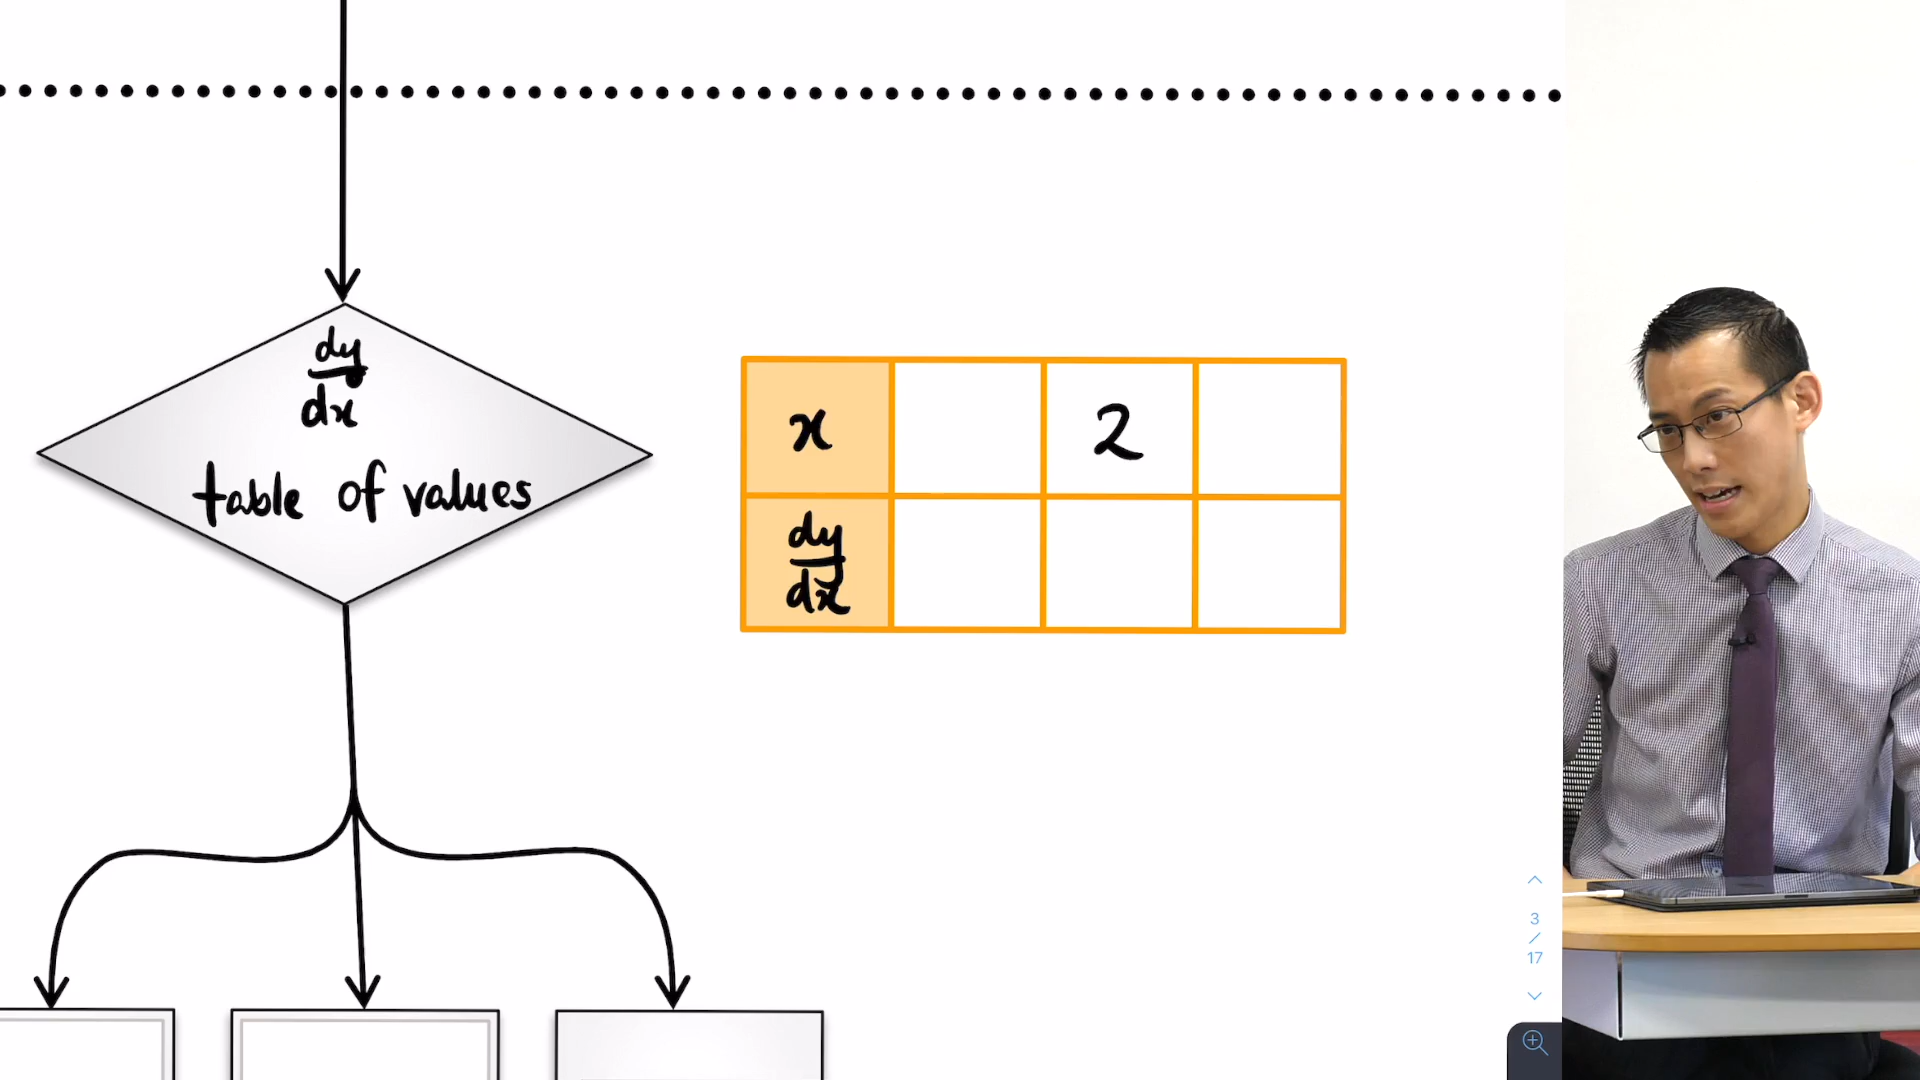 dy
dx
table of values
x 2
dy
dx
3
/
17